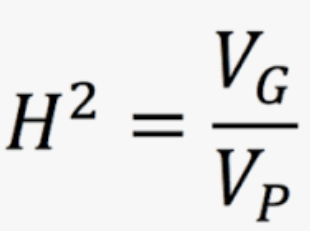 H² = V_G / V_P